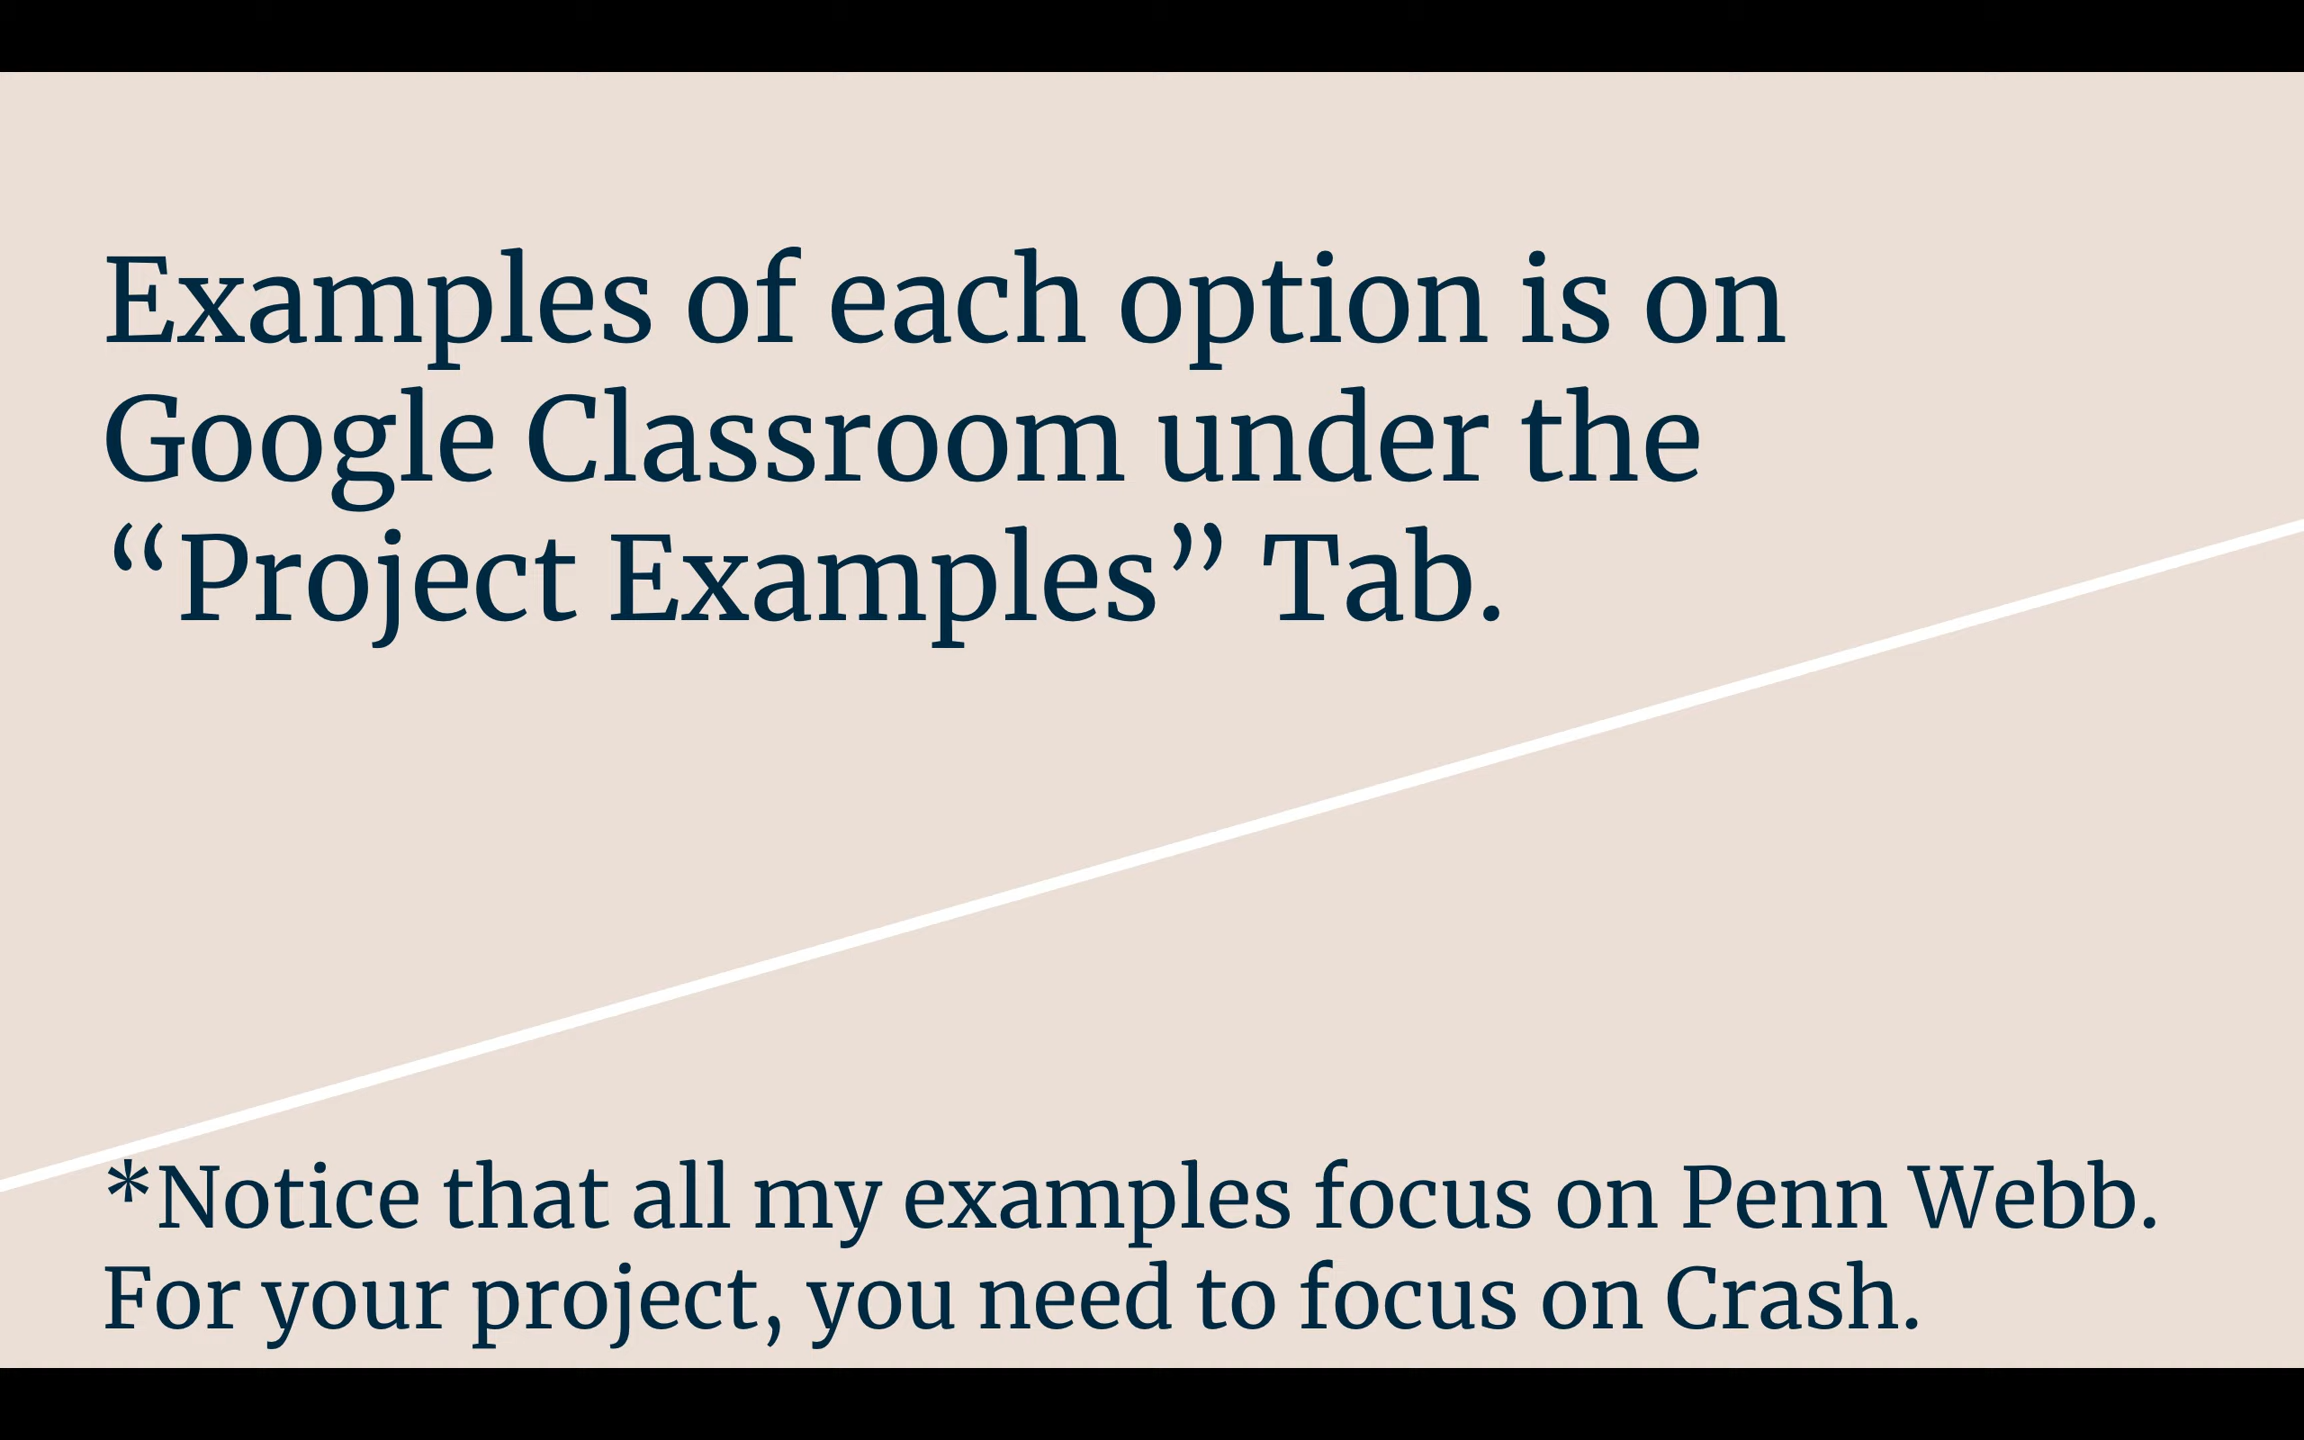 Examples of each option is on
Google Classroom under the
“Project Examples” Tab.
*Notice that all my examples focus on Penn Webb.
For your project, you need to focus on Crash.